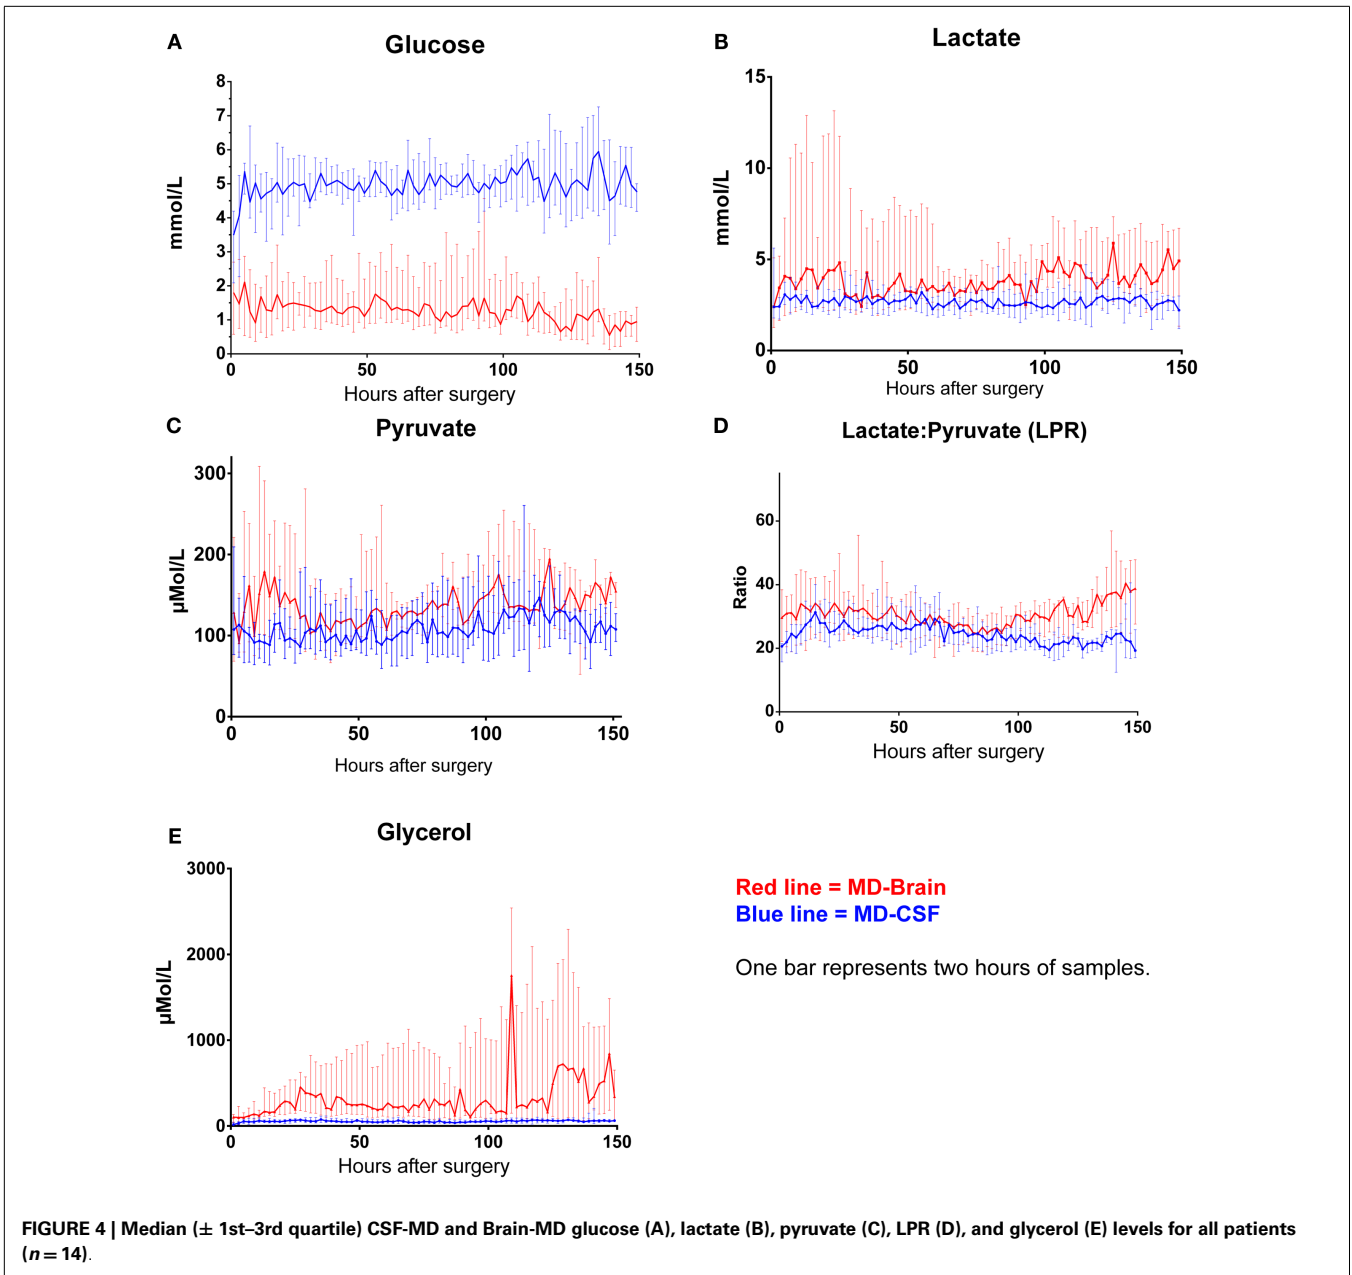 A
Glucose
8
7
6
5
4
3
2
1
0
mmol/L
0 50 100 150
Hours after surgery
B
Lactate
15
10
5
0
mmol/L
0 50 100 150
Hours after surgery
C
Pyruvate
300
200
100
0
µMol/L
0 50 100 150
Hours after surgery
D
Lactate:Pyruvate (LPR)
60
40
20
0
Ratio
0 50 100 150
Hours after surgery
E
Glycerol
3000
2000
1000
0
µMol/L
0 50 100 150
Hours after surgery
Red line = MD-Brain
Blue line = MD-CSF
One bar represents two hours of samples.
FIGURE 4 | Median (± 1st–3rd quartile) CSF-MD and Brain-MD glucose (A), lactate (B), pyruvate (C), LPR (D), and glycerol (E) levels for all patients
(n = 14).